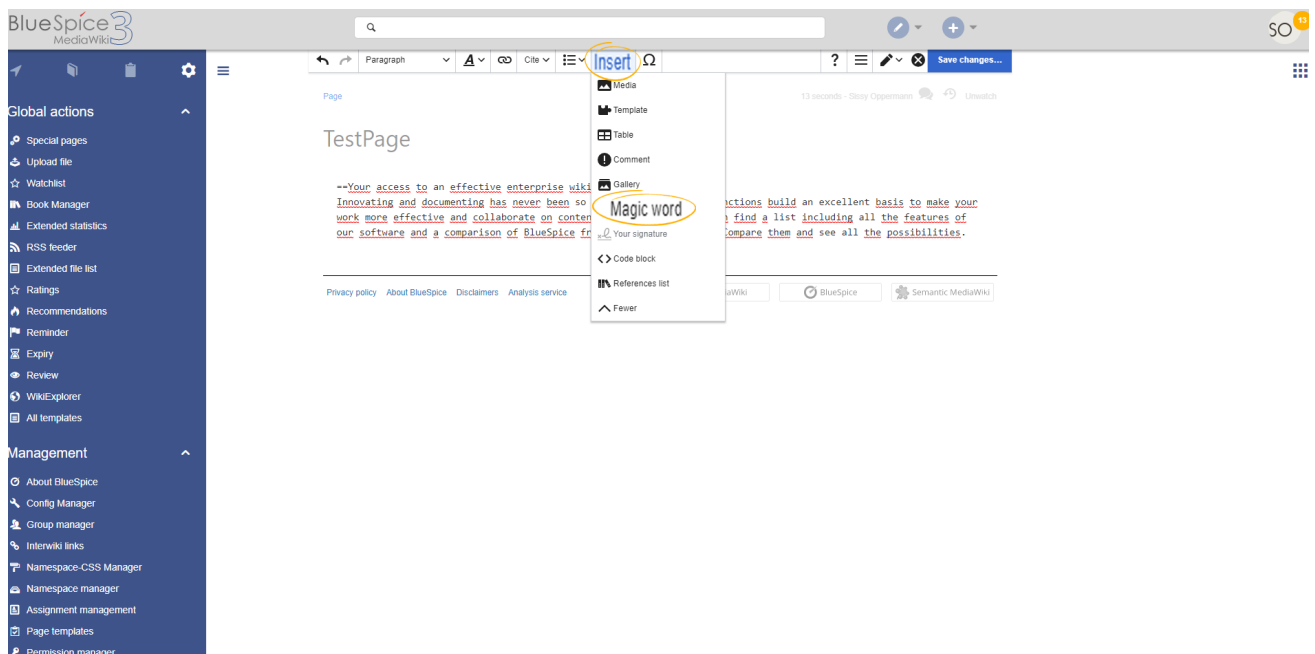 BlueSpice 3
MediaWiki
SO 13
Paragraph A Cite Insert Ω ? Save changes...
Page 13 seconds - Sissy Oppermann Unwatch
TestPage
--Your access to an effective enterprise wiki
Innovating and documenting has never been so
work more effective and collaborate on conten
our software and a comparison of BlueSpice fr
nctions build an excellent basis to make your
find a list including all the features of
Compare them and see all the possibilities.
Media
Template
Table
Comment
Gallery
Magic word
Your signature
Code block
References list
Fewer
Privacy policy About BlueSpice Disclaimers Analysis service
aWiki BlueSpice Semantic MediaWiki
Global actions
Special pages
Upload file
Watchlist
Book Manager
Extended statistics
RSS feeder
Extended file list
Ratings
Recommendations
Reminder
Expiry
Review
WikiExplorer
All templates
Management
About BlueSpice
Config Manager
Group manager
Interwiki links
Namespace-CSS Manager
Namespace manager
Assignment management
Page templates
Permission manager